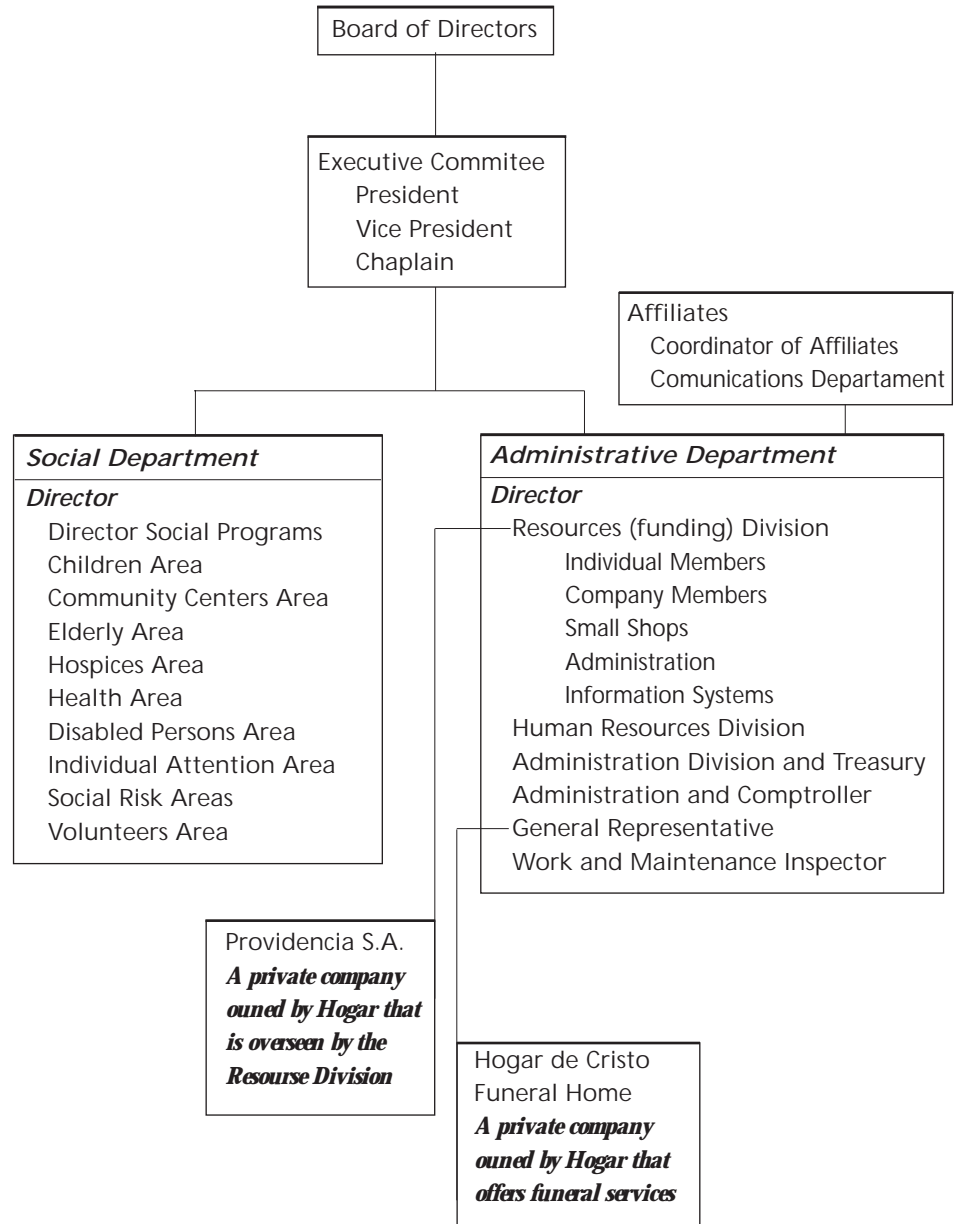 Board of Directors
Executive Commitee
President
Vice President
Chaplain
Affiliates
Coordinator of Affiliates
Comunications Departament
Social Department
Director
Director Social Programs
Children Area
Community Centers Area
Elderly Area
Hospices Area
Health Area
Disabled Persons Area
Individual Attention Area
Social Risk Areas
Volunteers Area
Administrative Department
Director
Resources (funding) Division
Individual Members
Company Members
Small Shops
Administration
Information Systems
Human Resources Division
Administration Division and Treasury
Administration and Comptroller
General Representative
Work and Maintenance Inspector
Providencia S.A.
A private company
ouned by Hogar that
is overseen by the
Resourse Division
Hogar de Cristo
Funeral Home
A private company
ouned by Hogar that
offers funeral services